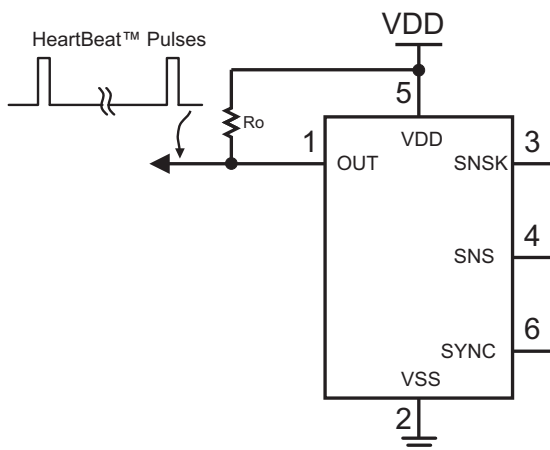 HeartBeat™ Pulses
VDD
Ro
5
VDD
1
OUT
SNSK
3
SNS
4
SYNC
6
VSS
2